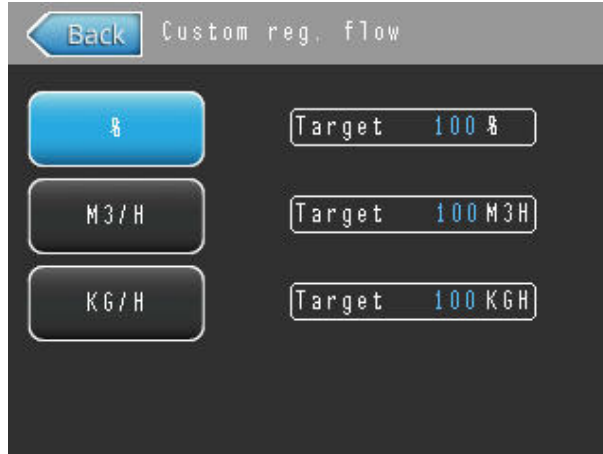 Back Custom reg. flow
% Target 100 %
M3/H Target 100 M3H
KG/H Target 100 KGH